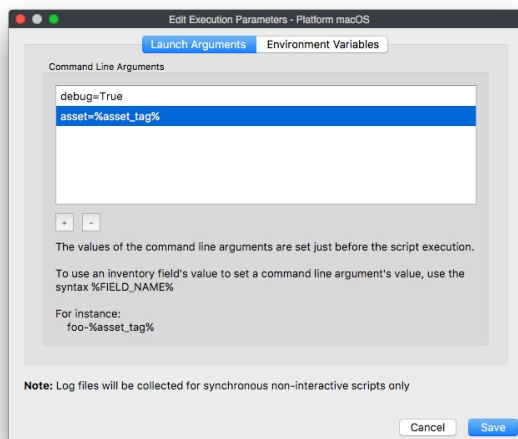 Edit Execution Parameters - Platform macOS
Launch Arguments Environment Variables
Command Line Arguments
debug=True
asset=%asset_tag%
+ -
The values of the command line arguments are set just before the script execution.
To use an inventory field's value to set a command line argument's value, use the
syntax %FIELD_NAME%
For instance:
foo-%asset_tag%
Note: Log files will be collected for synchronous non-interactive scripts only
Cancel Save